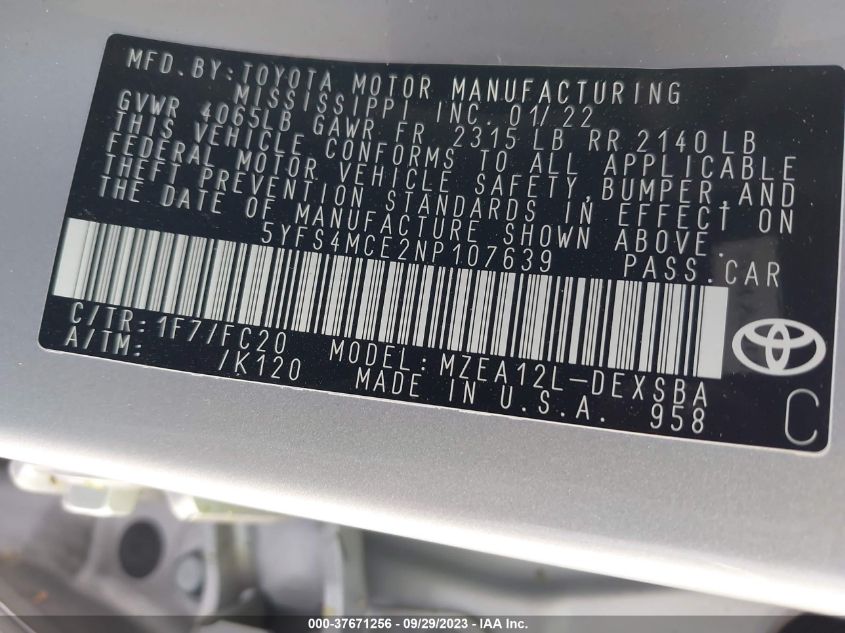 MFD. BY: TOYOTA MOTOR MANUFACTURING
MISSISSIPPI INC. 01/22
GVWR 4065LB GAWR FR 2315 LB RR 2140 LB
THIS VEHICLE CONFORMS TO ALL APPLICABLE
FEDERAL MOTOR VEHICLE SAFETY, BUMPER, AND
THEFT PREVENTION STANDARDS IN EFFECT ON
THE DATE OF MANUFACTURE SHOWN ABOVE.
5YFS4MCE2NP107639 PASS. CAR
C/TR: 1F7/FC20 MODEL: MZEA12L-DEXSBA
A/TM: /K120 MADE IN U.S.A. 958
C
000-37671256 - 09/29/2023 - IAA Inc.